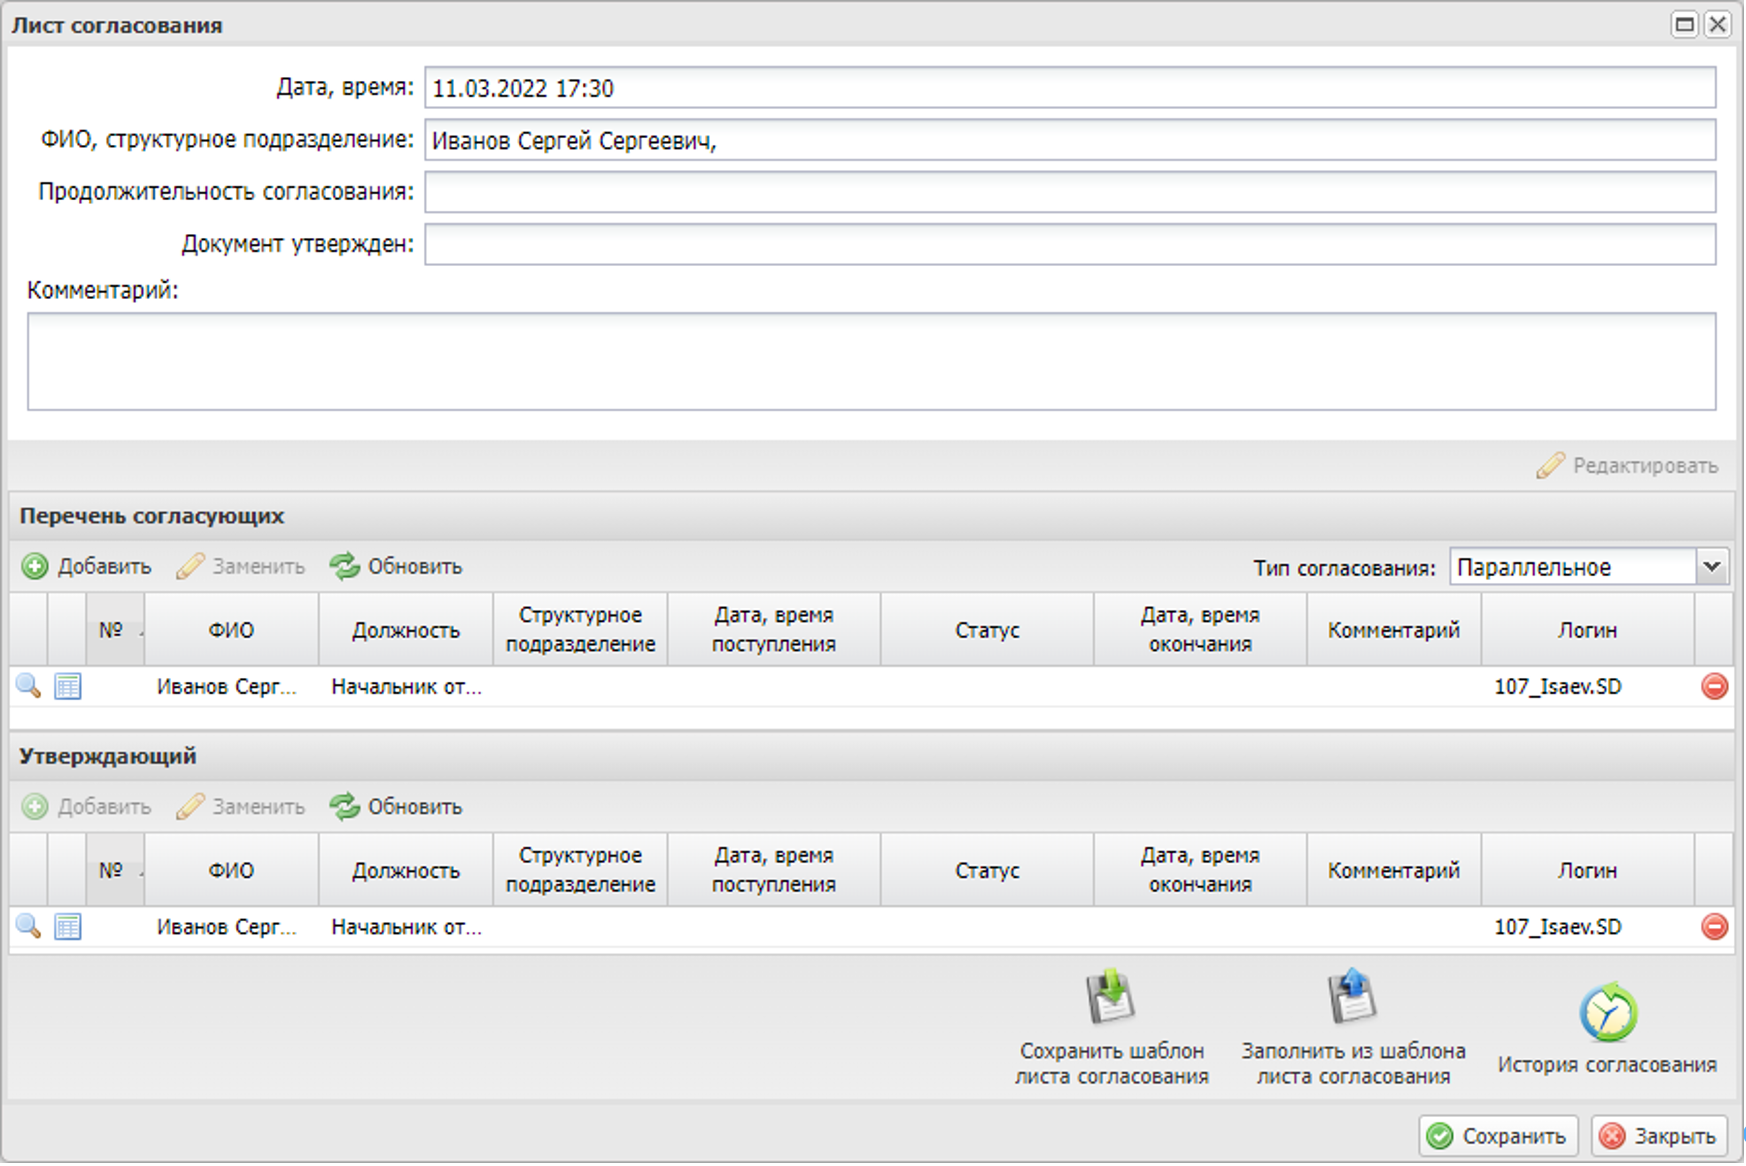 Лист согласования
Дата, время: 11.03.2022 17:30
ФИО, структурное подразделение: Иванов Сергей Сергеевич,
Продолжительность согласования:
Документ утвержден:
Комментарий:
Редактировать
Перечень согласующих
Добавить Заменить Обновить Тип согласования: Параллельное
№ ФИО Должность Структурное подразделение Дата, время поступления Статус Дата, время окончания Комментарий Логин
Иванов Серг... Начальник от... 107_Isaev.SD
Утверждающий
Добавить Заменить Обновить
№ ФИО Должность Структурное подразделение Дата, время поступления Статус Дата, время окончания Комментарий Логин
Иванов Серг... Начальник от... 107_Isaev.SD
Сохранить шаблон
листа согласования
Заполнить из шаблона
листа согласования
История согласования
Сохранить Закрыть